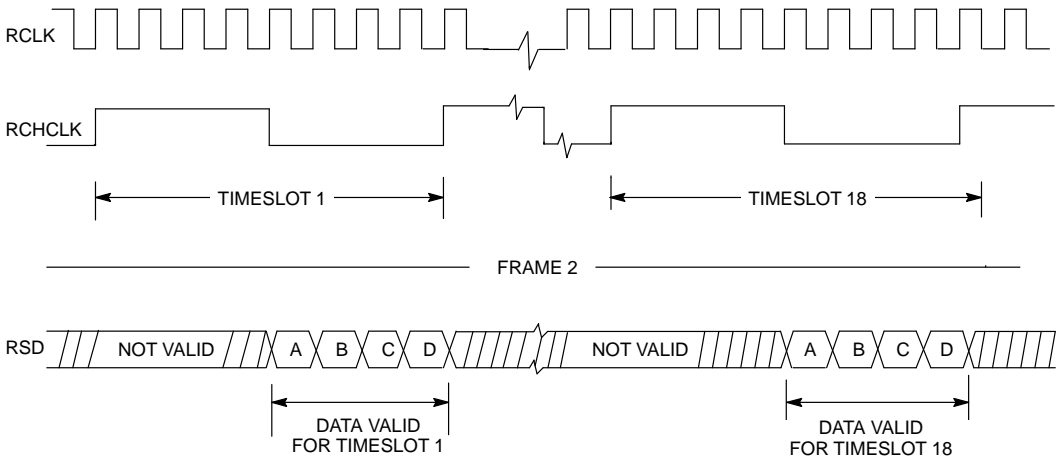 RCLK
RCHCLK
TIMESLOT 1
TIMESLOT 18
FRAME 2
RSD
NOT VALID
A B C D
NOT VALID
A B C D
DATA VALID
FOR TIMESLOT 1
DATA VALID
FOR TIMESLOT 18